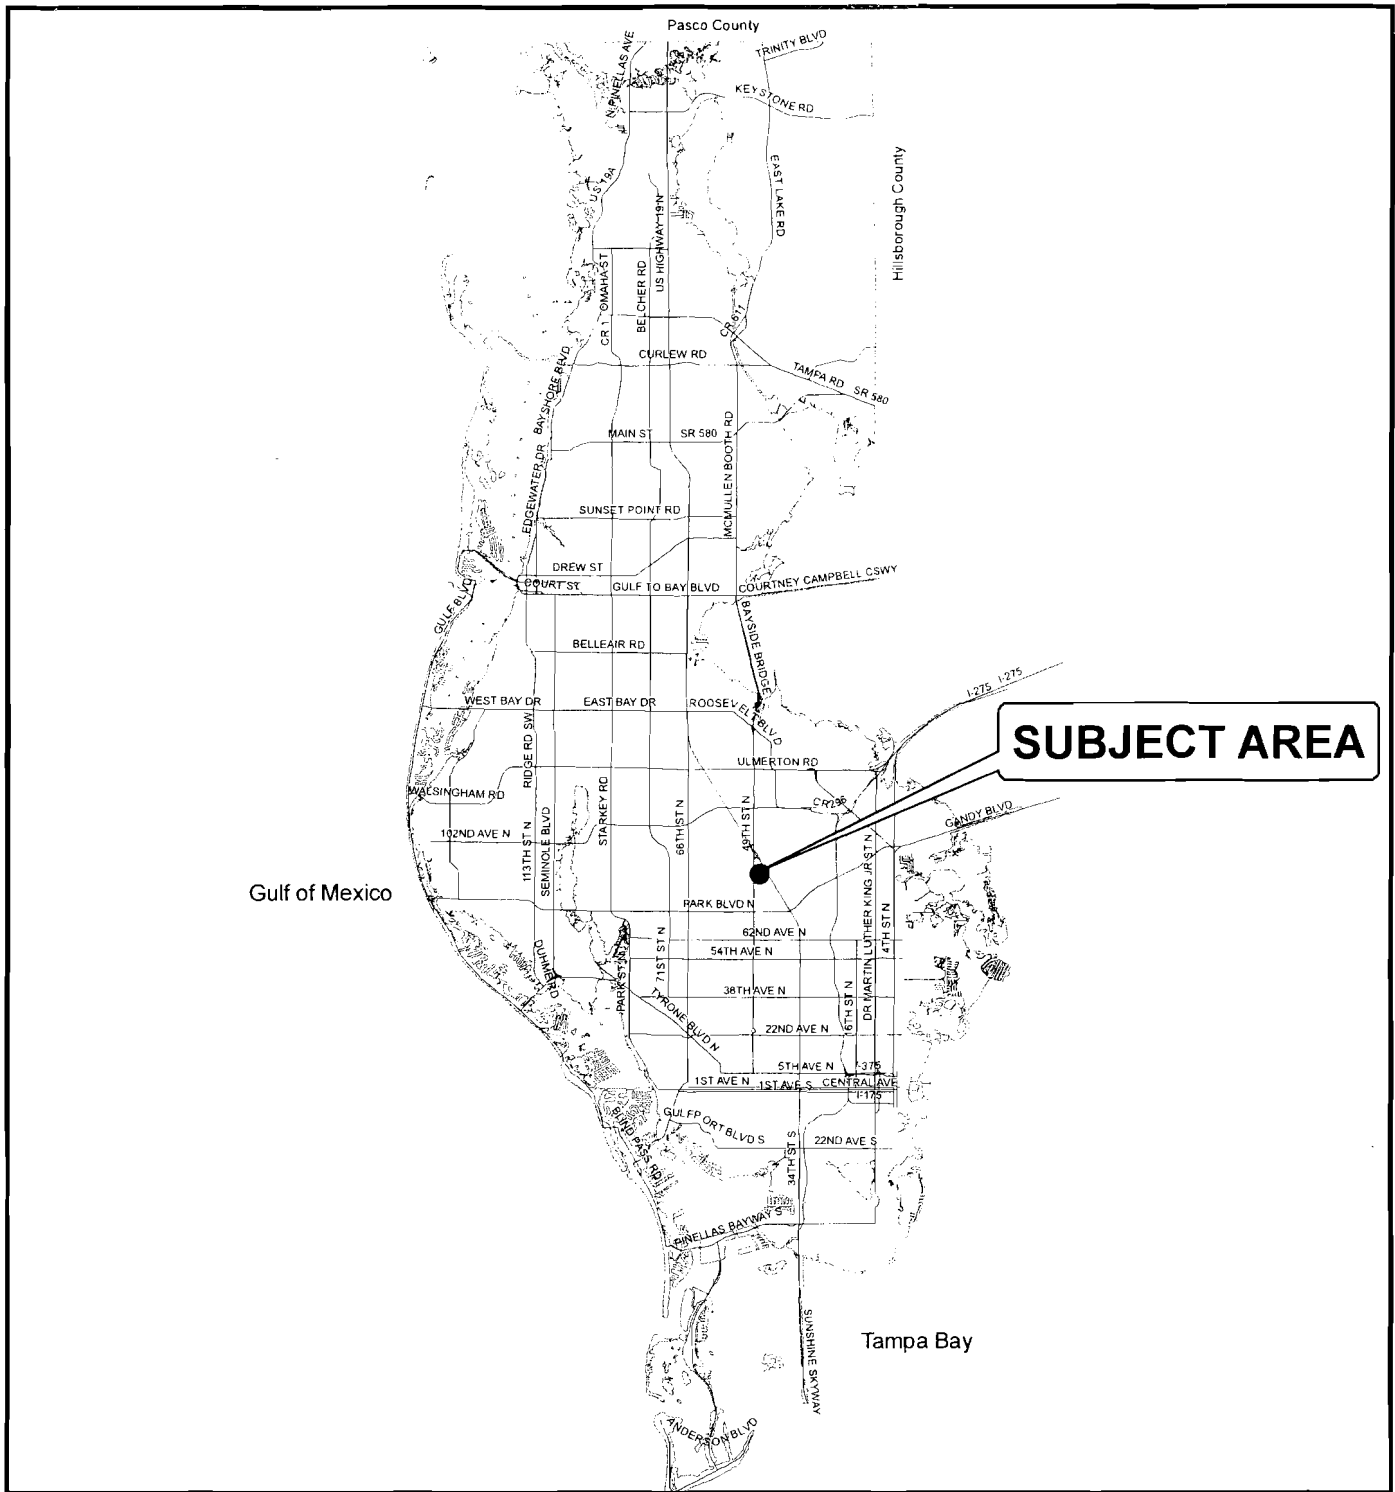 Pasco County
TRINITY BLVD
N PINELLAS AVE
KEYSTONE RD
EAST LAKE RD
Hillsborough County
US 19A
US HIGHWAY 19 N
OMAHA ST
CR 1
BELCHER RD
CR 611
CURLEW RD
TAMPA RD
SR 580
BAYSHORE BLVD
EDGEWATER DR
MAIN ST
SR 580
MCMULLEN BOOTH RD
SUNSET POINT RD
DREW ST
COURT ST
GULF TO BAY BLVD
COURTNEY CAMPBELL CSWY
GULF BLVD
BAYSIDE BRIDGE
BELLEAIR RD
WEST BAY DR
EAST BAY DR
ROOSEVELT BLVD
I-275
I-275
SUBJECT AREA
RIDGE RD SW
ULMERTON RD
WALSINGHAM RD
STARKEY RD
CR296
GANDY BLVD
102ND AVE N
113TH ST N
SEMINOLE BLVD
66TH ST N
49TH ST N
Gulf of Mexico
PARK BLVD N
DR MARTIN LUTHER KING JR ST N
4TH ST N
62ND AVE N
54TH AVE N
DUHME RD
PARK ST N
71ST ST N
38TH AVE N
TYRONE BLVD N
16TH ST N
22ND AVE N
5TH AVE N
I-375
1ST AVE N
1ST AVE S
CENTRAL AVE
I-175
BLIND PASS RD
GULFPORT BLVD S
34TH ST S
22ND AVE S
PINELLAS BAYWAY S
SUNSHINE SKYWAY
Tampa Bay
ANDERSON BLVD